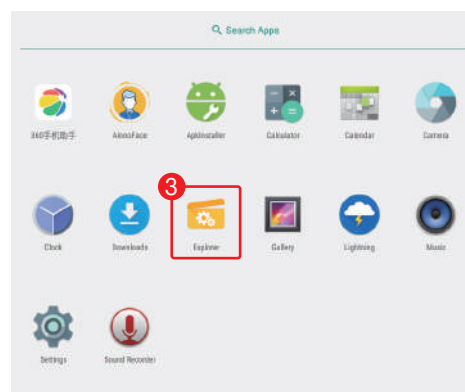 Search Apps
360手机助手
AinnoFace
ApkInstaller
Calculator
Calendar
Camera
3
Clock
Downloads
Explorer
Gallery
Lightning
Music
Settings
Sound Recorder